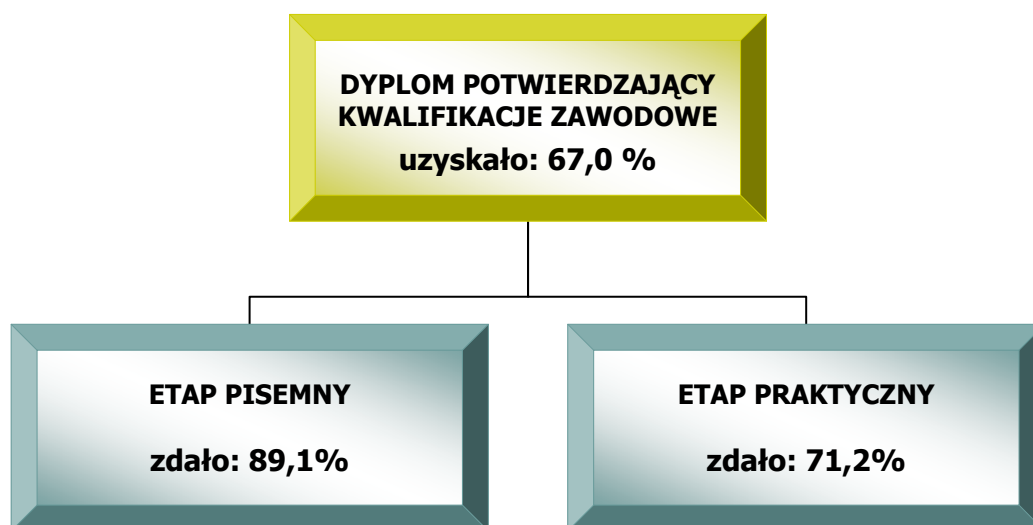 DYPLOM POTWIERDZAJĄCY
KWALIFIKACJE ZAWODOWE
uzyskało: 67,0 %
ETAP PISEMNY
zdało: 89,1%
ETAP PRAKTYCZNY
zdało: 71,2%